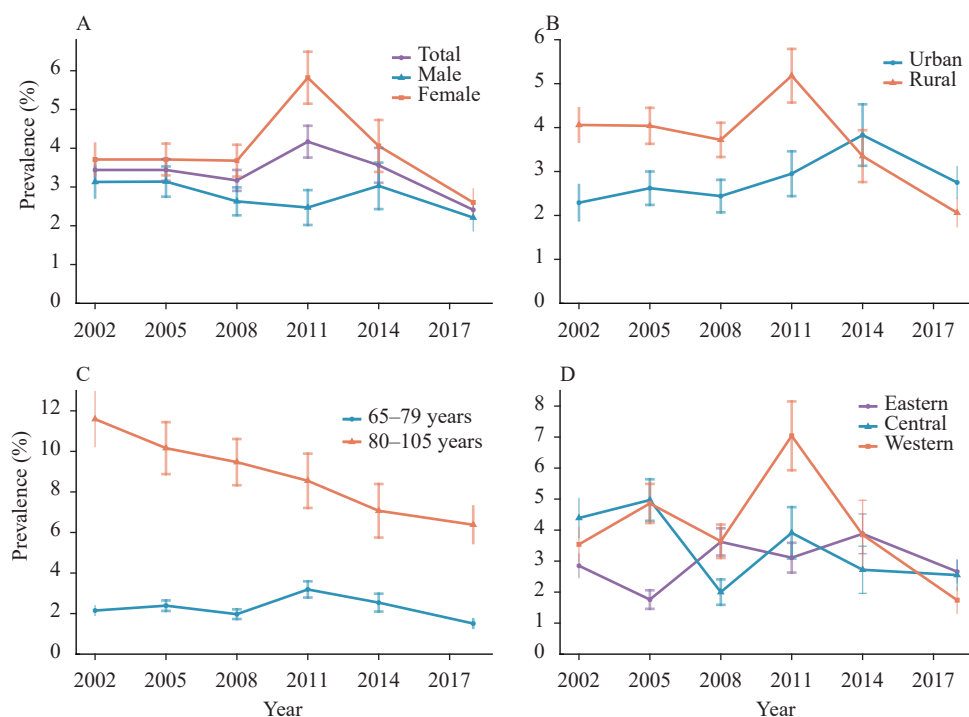 A
Prevalence (%)
6
5
4
3
2
1
0
Total
Male
Female
2002 2005 2008 2011 2014 2017
B
6
5
4
3
2
1
0
Urban
Rural
2002 2005 2008 2011 2014 2017
C
Prevalence (%)
12
10
8
6
4
2
0
65–79 years
80–105 years
2002 2005 2008 2011 2014 2017
Year
D
8
7
6
5
4
3
2
1
0
Eastern
Central
Western
2002 2005 2008 2011 2014 2017
Year